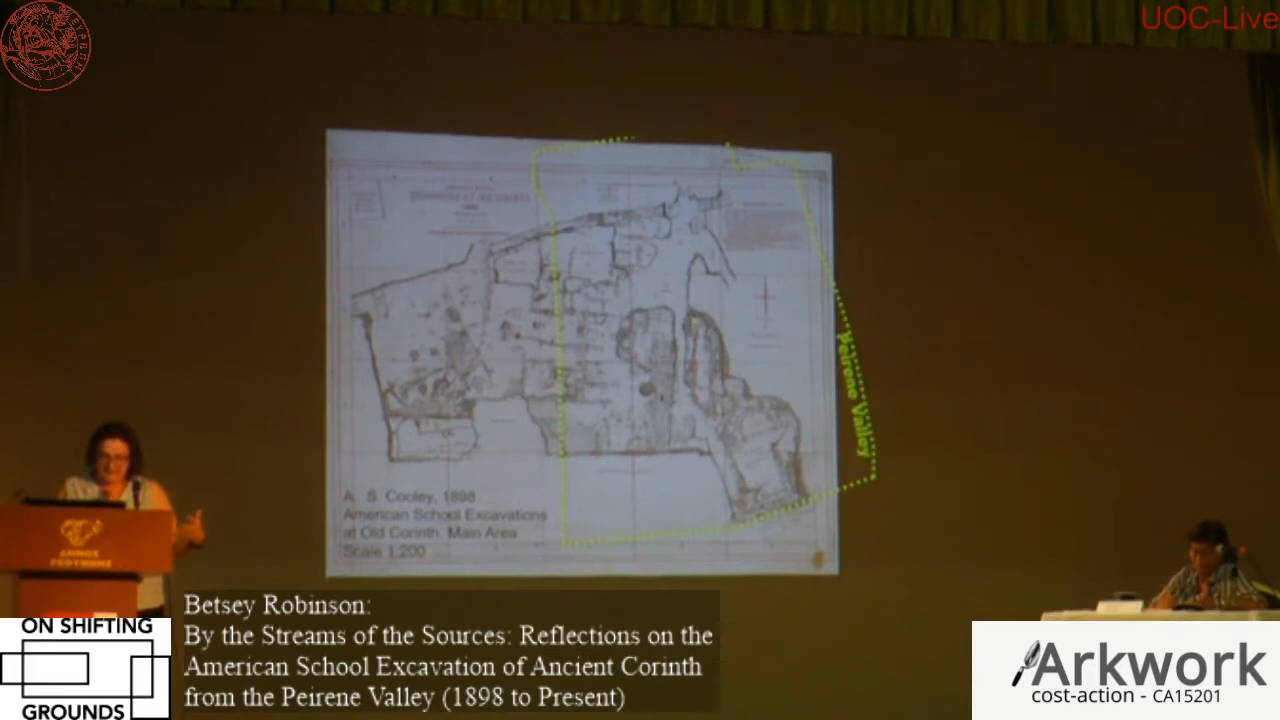 UOC-Live
Peirene Valley
A. S. Cooley, 1898
American School Excavations
at Old Corinth. Main Area
Scale 1:200
ΔΗΜΟΣ
ΡΕΘΥΜΝΗΣ
Betsey Robinson:
By the Streams of the Sources: Reflections on the
American School Excavation of Ancient Corinth
from the Peirene Valley (1898 to Present)
ON SHIFTING
GROUNDS
Arkwork
cost-action - CA15201